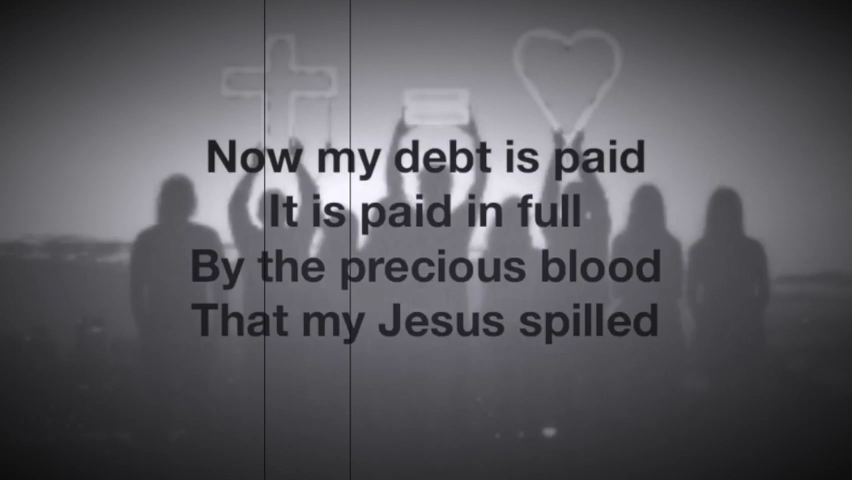 Now my debt is paid
It is paid in full
By the precious blood
That my Jesus spilled